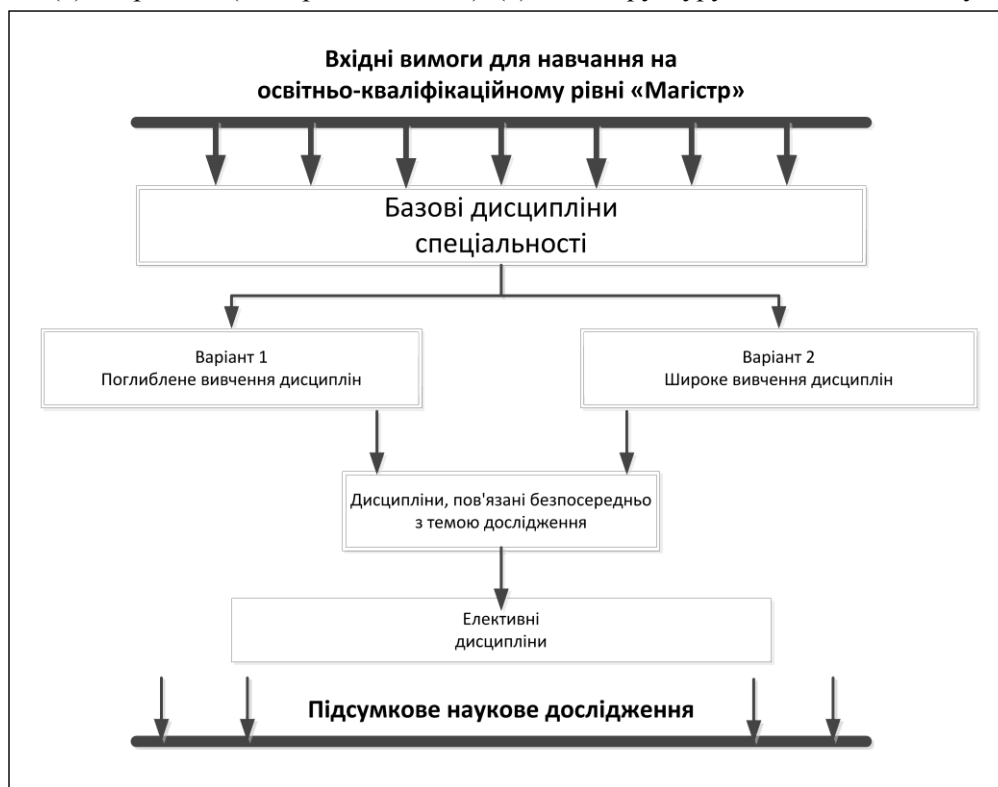 Вхідні вимоги для навчання на
освітньо-кваліфікаційному рівні «Магістр»
Базові дисципліни
спеціальності
Варіант 1
Поглиблене вивчення дисциплін
Варіант 2
Широке вивчення дисциплін
Дисципліни, пов'язані безпосередньо
з темою дослідження
Елективні
дисципліни
Підсумкове наукове дослідження